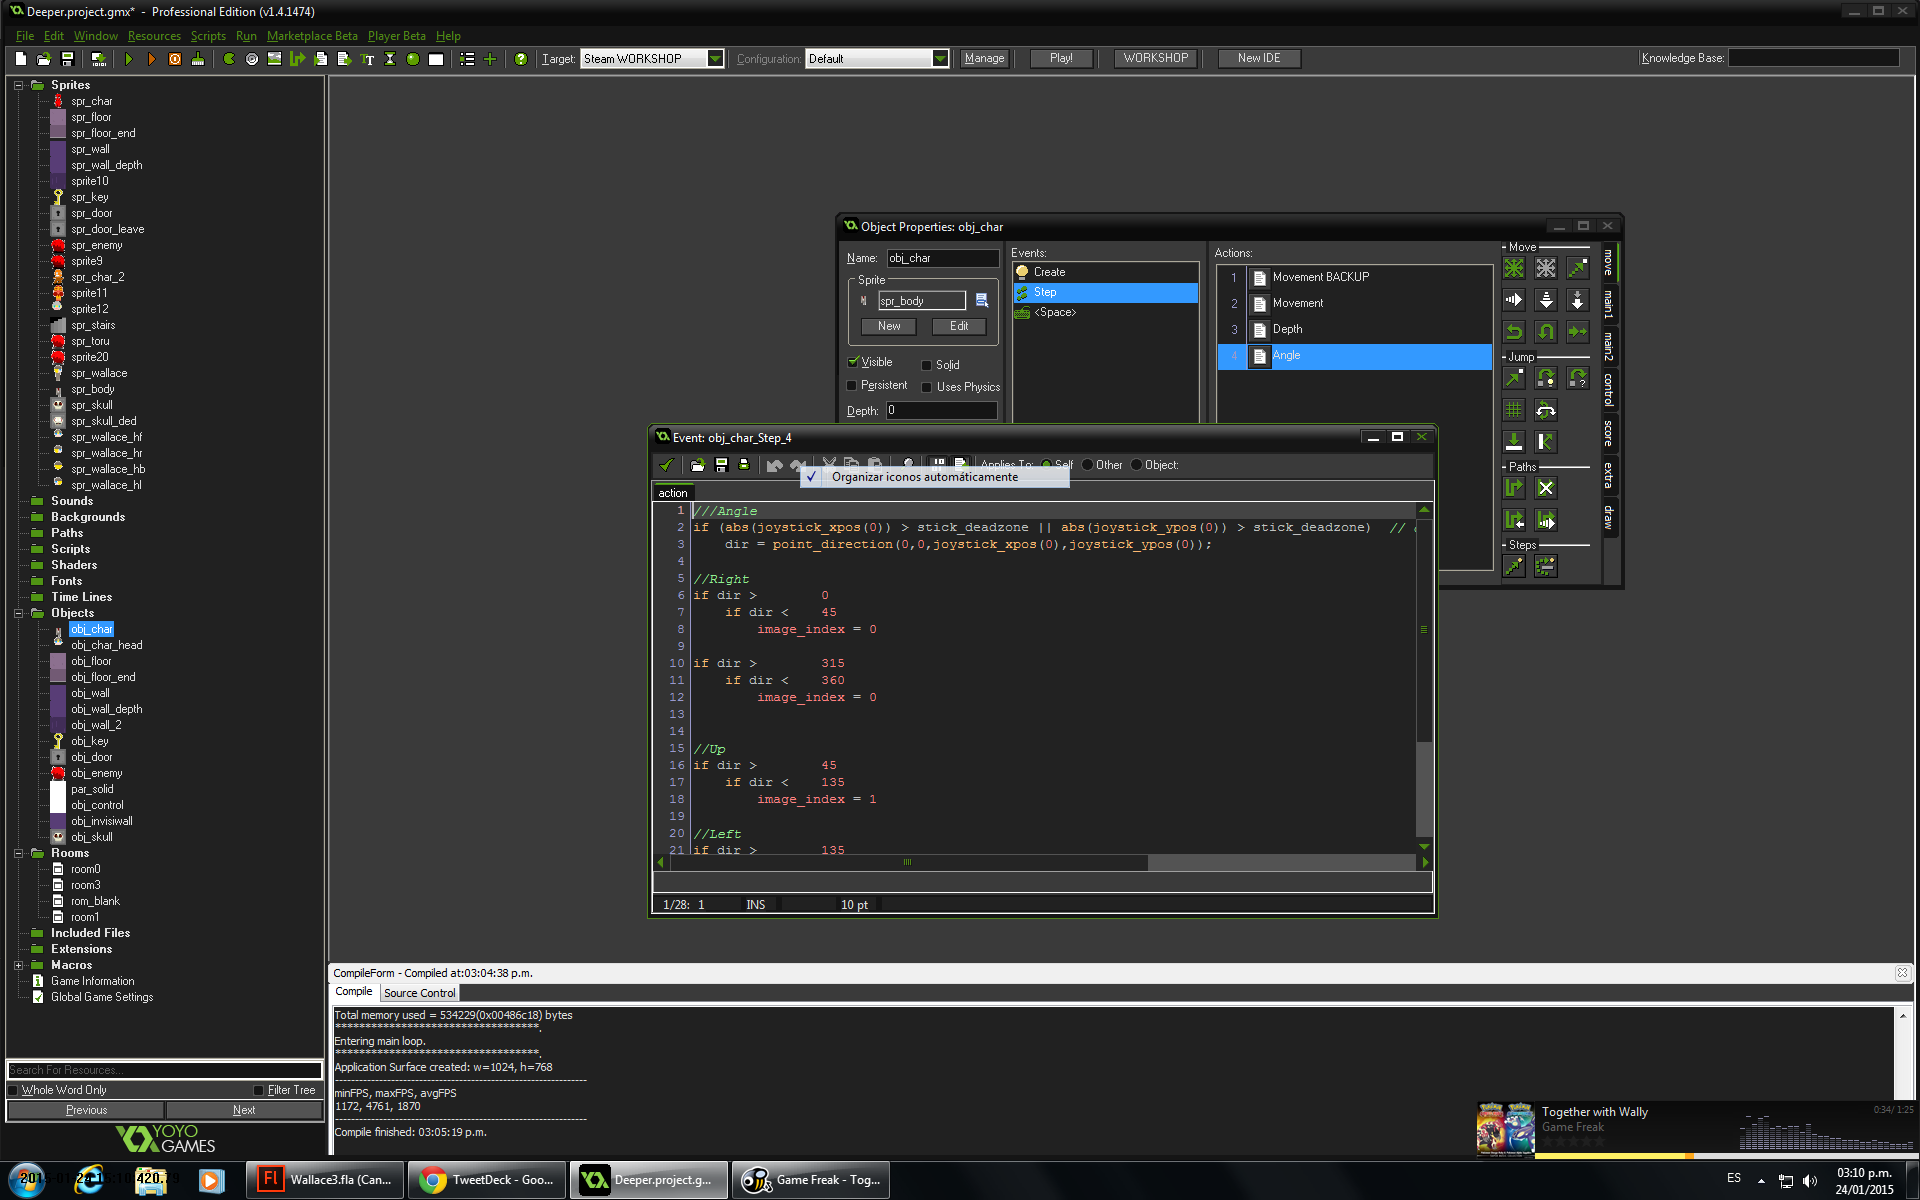 Deeper.project.gmx* - Professional Edition (v1.4.1474)
File Edit Window Resources Scripts Run Marketplace Beta Player Beta Help
Target: Steam WORKSHOP Configuration: Default Manage Play! WORKSHOP New IDE Knowledge Base:
Sprites
spr_char
spr_floor
spr_floor_end
spr_wall
spr_wall_depth
sprite10
spr_key
spr_door
spr_door_leave
spr_enemy
sprite9
spr_char_2
sprite11
sprite12
spr_stairs
spr_toru
sprite20
spr_wallace
spr_body
spr_skull
spr_skull_ded
spr_wallace_hf
spr_wallace_hr
spr_wallace_hb
spr_wallace_hl
Sounds
Backgrounds
Paths
Scripts
Shaders
Fonts
Time Lines
Objects
obj_char
obj_char_head
obj_floor
obj_floor_end
obj_wall
obj_wall_depth
obj_wall_2
obj_key
obj_door
obj_enemy
par_solid
obj_control
obj_invisiwall
obj_skull
Rooms
room0
room3
rom_blank
room1
Included Files
Extensions
Macros
Game Information
Global Game Settings
Search For Resources...
Whole Word Only Filter Tree
Previous Next
YOYO
GAMES
Object Properties: obj_char
Name: obj_char
Sprite
spr_body
New Edit
Visible Solid
Persistent Uses Physics
Depth: 0
Events:
Create
Step
<Space>
Actions:
1 Movement BACKUP
2 Movement
3 Depth
4 Angle
Move
Jump
Paths
Steps
move
main1
main2
control
score
extra
draw
Event: obj_char_Step_4
Applies To: Self Other Object:
Organizar iconos automáticamente
action
1 ///Angle
2 if (abs(joystick_xpos(0)) > stick_deadzone || abs(joystick_ypos(0)) > stick_deadzone) //
3 dir = point_direction(0,0,joystick_xpos(0),joystick_ypos(0));
4
5 //Right
6 if dir > 0
7 if dir < 45
8 image_index = 0
9
10 if dir > 315
11 if dir < 360
12 image_index = 0
13
14
15 //Up
16 if dir > 45
17 if dir < 135
18 image_index = 1
19
20 //Left
21 if dir > 135
1/28: 1 INS 10 pt
CompileForm - Compiled at:03:04:38 p.m.
Compile Source Control
Total memory used = 534229(0x00486c18) bytes
**********************************.
Entering main loop.
**********************************.
Application Surface created: w=1024, h=768
minFPS, maxFPS, avgFPS
1172, 4761, 1870
Compile finished: 03:05:19 p.m.
Together with Wally 0:34/ 1:25
Game Freak
Wallace3.fla (Can...
TweetDeck - Goo...
Deeper.project.g...
Game Freak - Tog...
ES
03:10 p.m.
24/01/2015